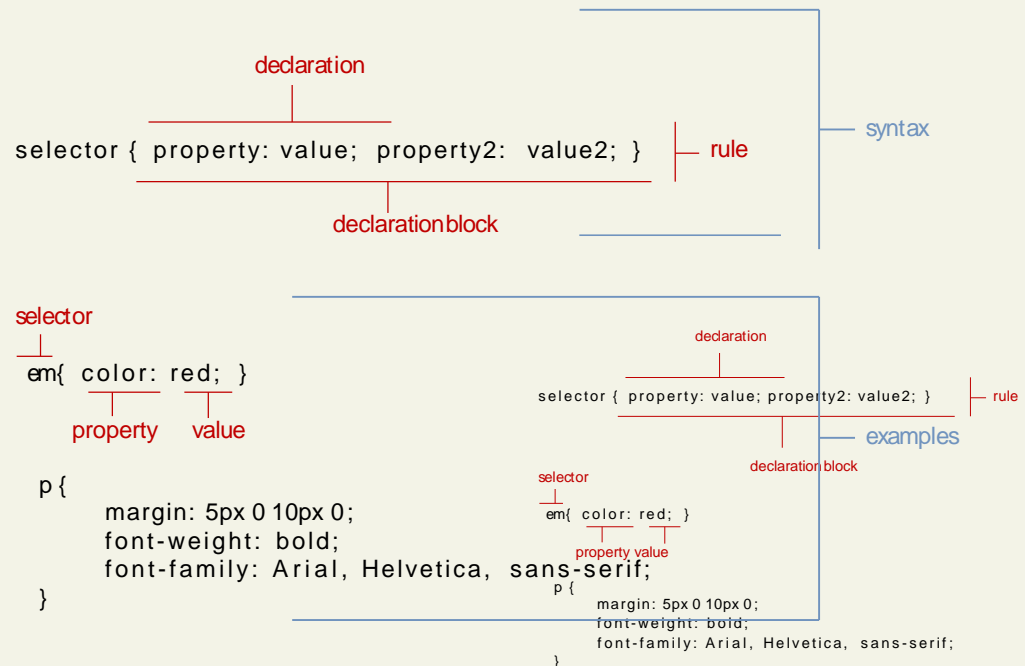 declaration
syntax
selector { property: value; property2: value2; }
rule
declaration block
selector
em{ color: red; }
property value
p {
margin: 5px 0 10px 0;
font-weight: bold;
font-family: Arial, Helvetica, sans-serif;
}
examples
declaration
selector { property: value; property2: value2; }
rule
declaration block
selector
em{ color: red; }
property value
p {
margin: 5px 0 10px 0;
font-weight: bold;
font-family: Arial, Helvetica, sans-serif;
}